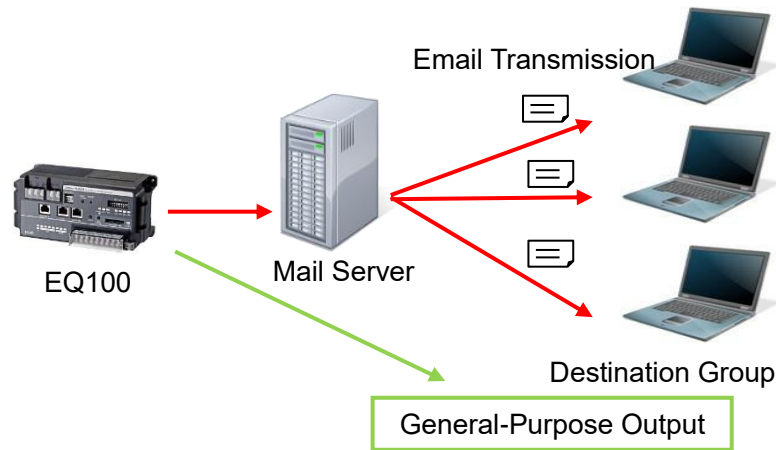 Email Transmission
EQ100
Mail Server
Destination Group
General-Purpose Output